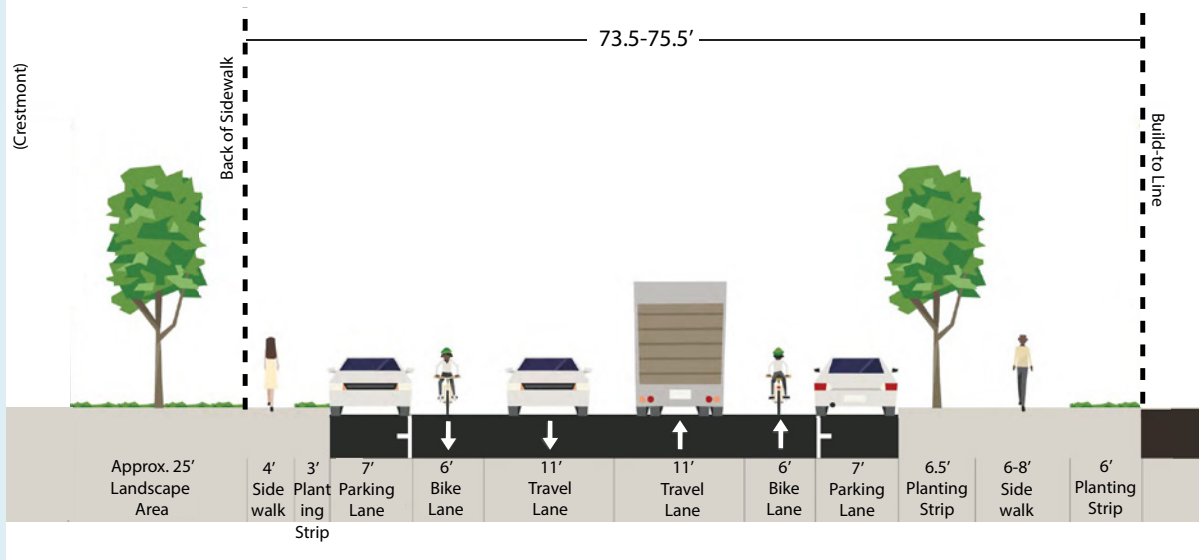 73.5-75.5′
(Crestmont)
Back of Sidewalk
Build-to Line
Approx. 25′
Landscape
Area
4′
Side
walk
3′
Plant
ing
Strip
7′
Parking
Lane
6′
Bike
Lane
11′
Travel
Lane
11′
Travel
Lane
6′
Bike
Lane
7′
Parking
Lane
6.5′
Planting
Strip
6-8′
Side
walk
6′
Planting
Strip